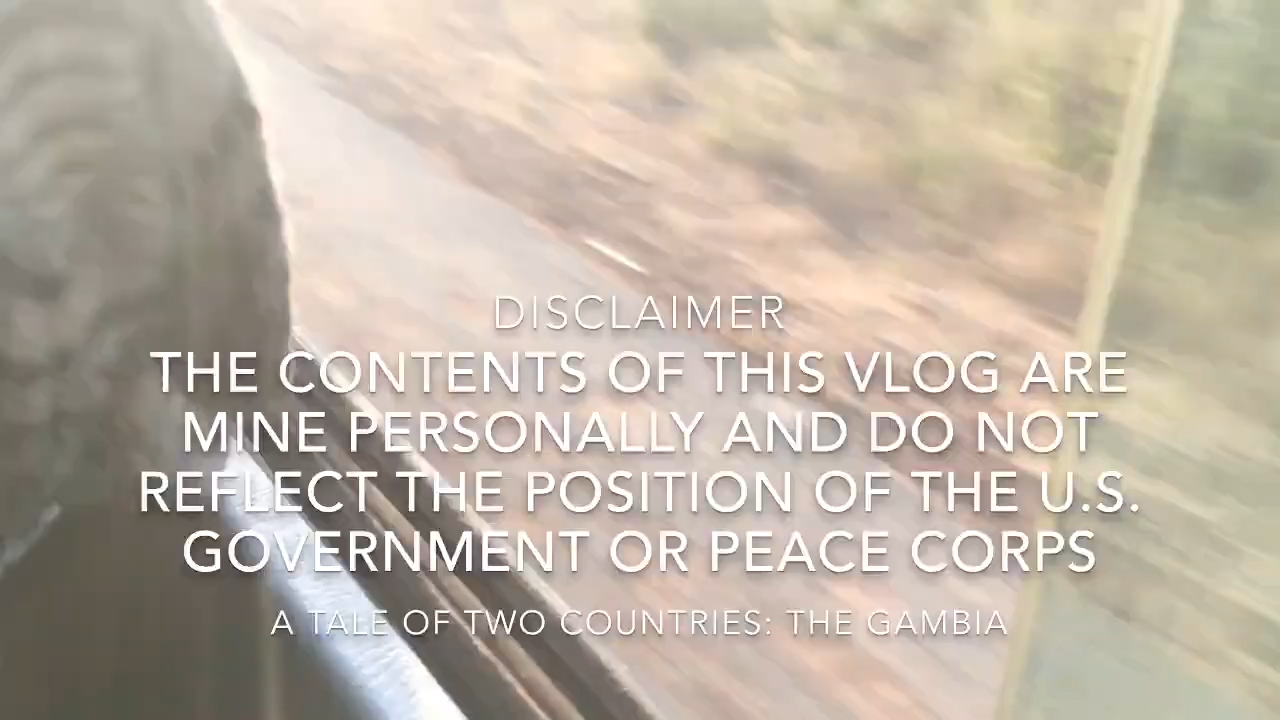 DISCLAIMER
THE CONTENTS OF THIS VLOG ARE
MINE PERSONALLY AND DO NOT
REFLECT THE POSITION OF THE U.S.
GOVERNMENT OR PEACE CORPS
A TALE OF TWO COUNTRIES: THE GAMBIA